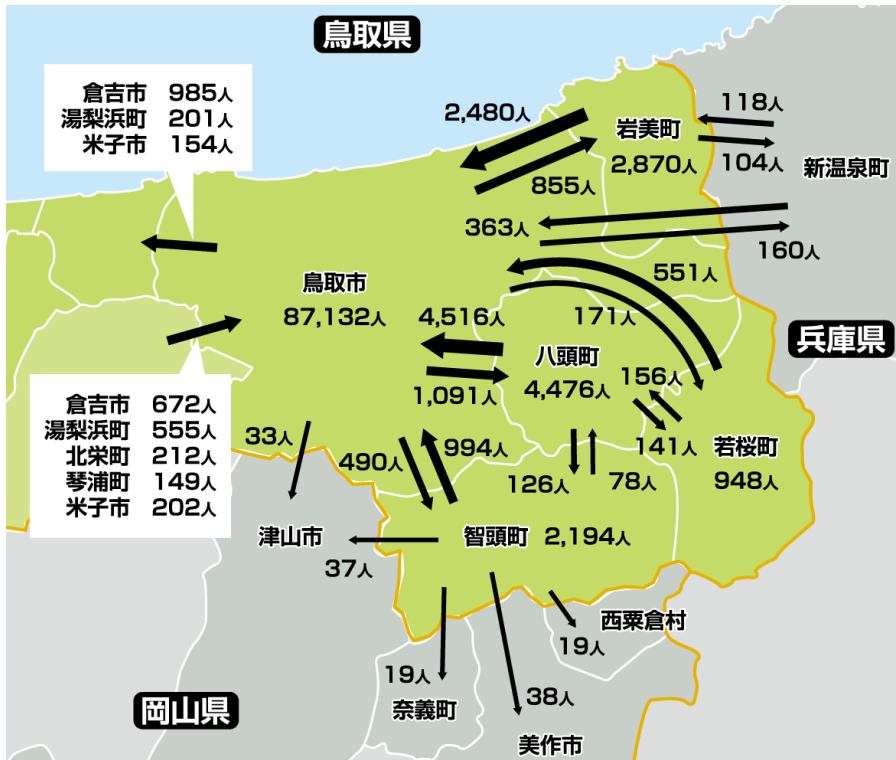 鳥取県
倉吉市 985人
湯梨浜町 201人
米子市 154人
2,480人
855人
岩美町
2,870人
118人
104人
新温泉町
363人
160人
鳥取市
87,132人
551人
171人
4,516人
1,091人
八頭町
4,476人
156人
141人
兵庫県
若桜町
948人
倉吉市 672人
湯梨浜町 555人
北栄町 212人
琴浦町 149人
米子市 202人
33人
490人
994人
126人
78人
津山市
37人
智頭町 2,194人
西粟倉村
19人
19人
奈義町
38人
美作市
岡山県